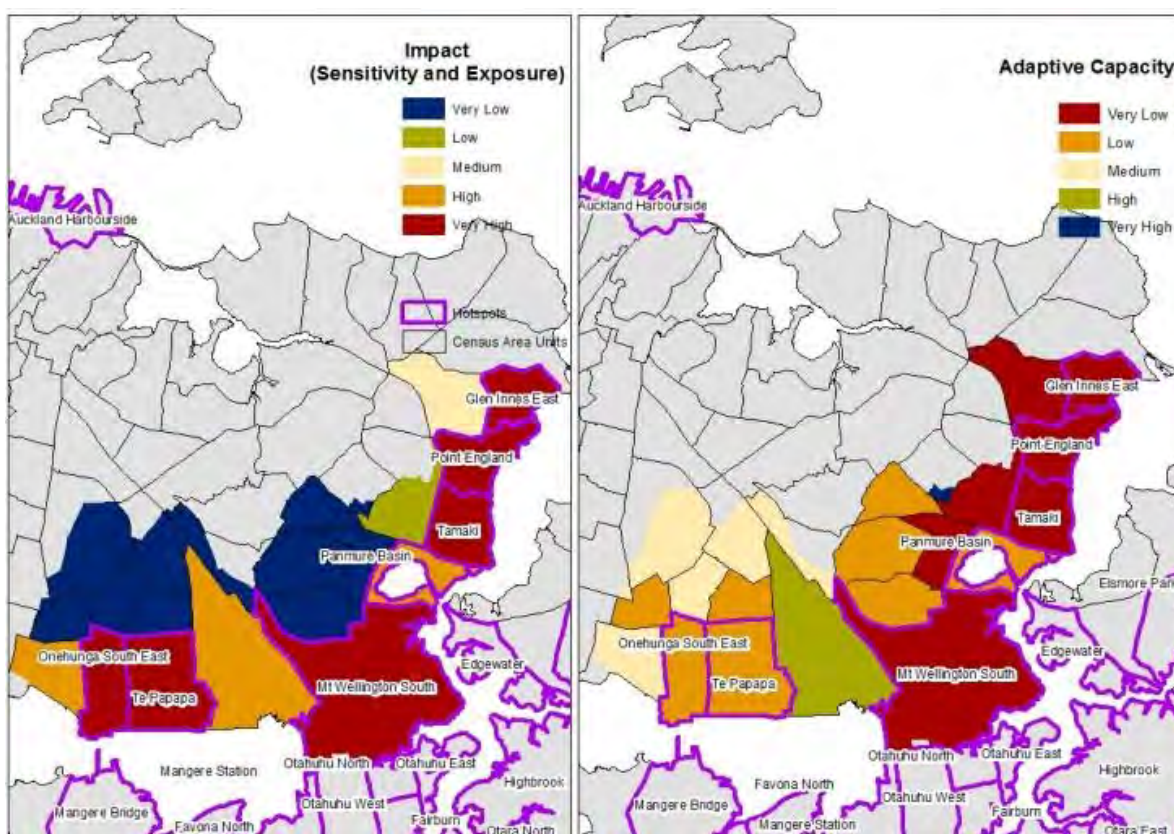 Impact
(Sensitivity and Exposure)
Very Low
Low
Medium
High
Very High
Hotspots
Census Area Units
Auckland Harbourside
Glen Innes East
Point England
Tamaki
Panmure Basin
Onehunga South East
Te Papapa
Mt Wellington South
Edgewater
Mangere Station
Otahuhu North
Otahuhu East
Highbrook
Mangere Bridge
Otahuhu West
Favona North
Fairburn
Otara North
Adaptive Capacity
Very Low
Low
Medium
High
Very High
Auckland Harbourside
Glen Innes East
Point England
Tamaki
Panmure Basin
Elsmore Par
Onehunga South East
Te Papapa
Mt Wellington South
Edgewater
Otahuhu North
Otahuhu East
Highbrook
Favona North
Mangere Bridge
Otahuhu West
Mangere Station
Fairburn
Otara East